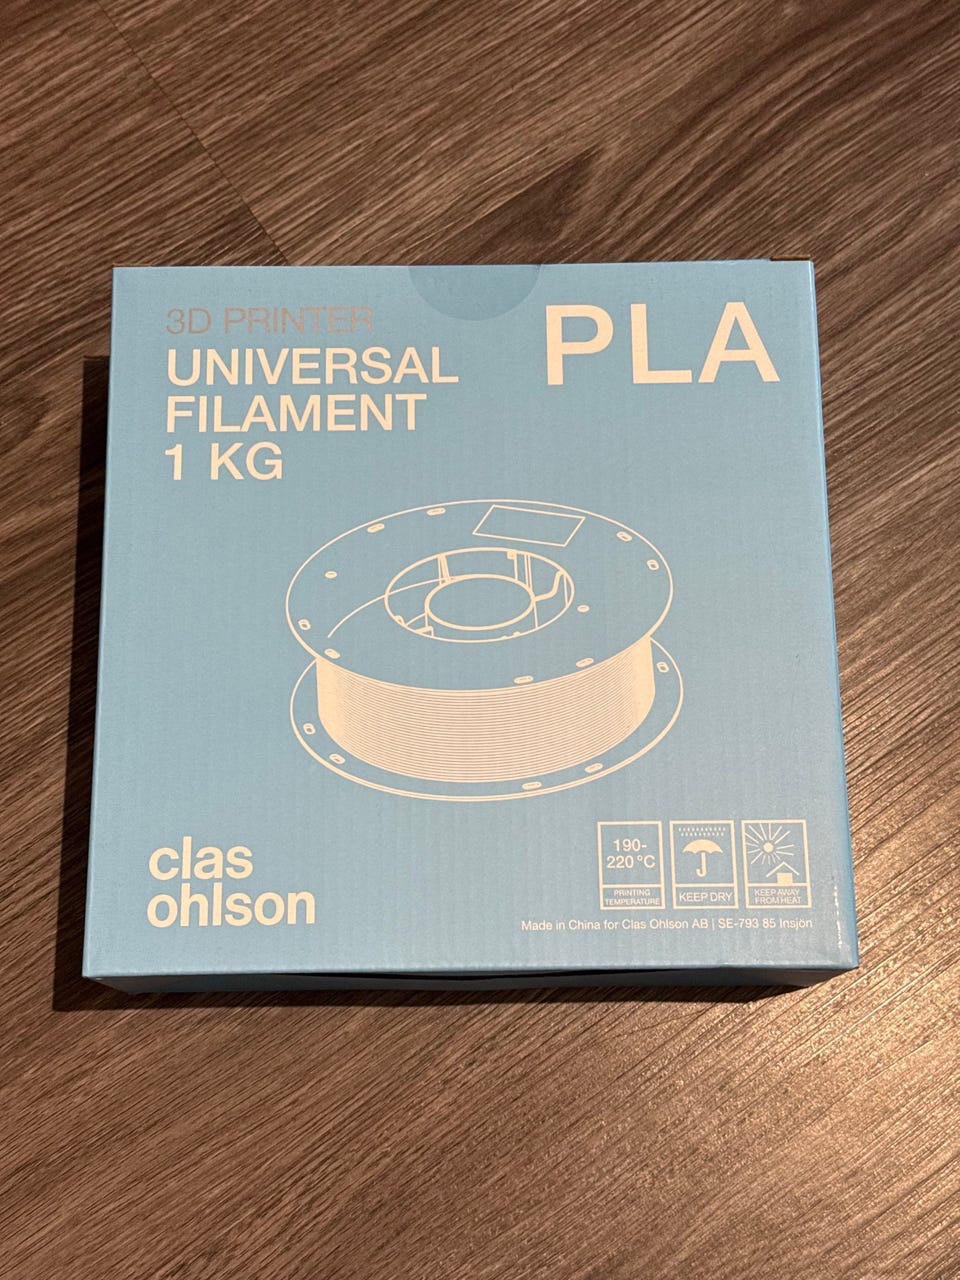 3D PRINTER
UNIVERSAL
FILAMENT
1 KG
PLA
clas
ohlson
190-
220 °C
PRINTING
TEMPERATURE
KEEP DRY
KEEP AWAY
FROM HEAT
Made in China for Clas Ohlson AB | SE-793 85 Insjön